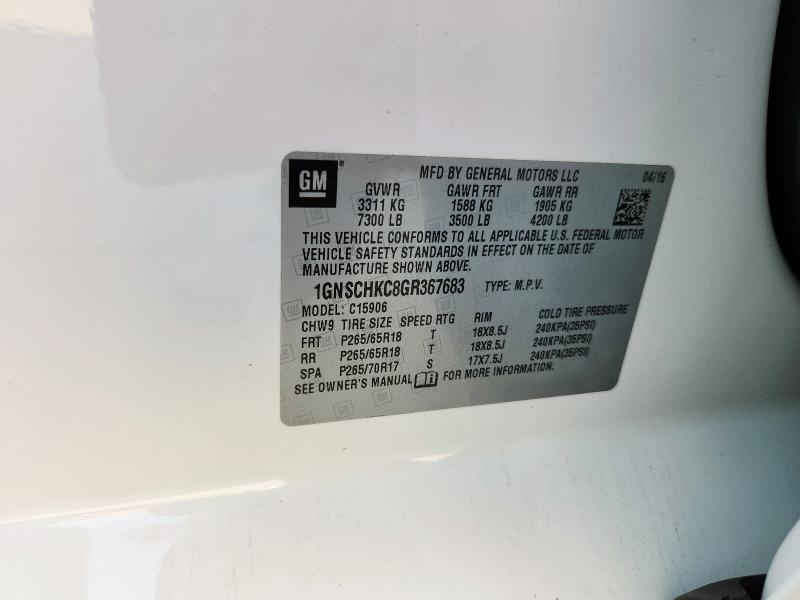 GM ® MFD BY GENERAL MOTORS LLC 04/16
GVWR GAWR FRT GAWR RR
3311 KG 1588 KG 1905 KG
7300 LB 3500 LB 4200 LB
THIS VEHICLE CONFORMS TO ALL APPLICABLE U.S. FEDERAL MOTOR
VEHICLE SAFETY STANDARDS IN EFFECT ON THE DATE OF
MANUFACTURE SHOWN ABOVE.
1GNSCHKC8GR367683 TYPE: M.P.V.
MODEL: C15906
CHW9 TIRE SIZE SPEED RTG RIM COLD TIRE PRESSURE
FRT P265/65R18 T 18X8.5J 240KPA(35PSI)
RR P265/65R18 T 18X8.5J 240KPA(35PSI)
SPA P265/70R17 S 17X7.5J 240KPA(35PSI)
SEE OWNER'S MANUAL FOR MORE INFORMATION.